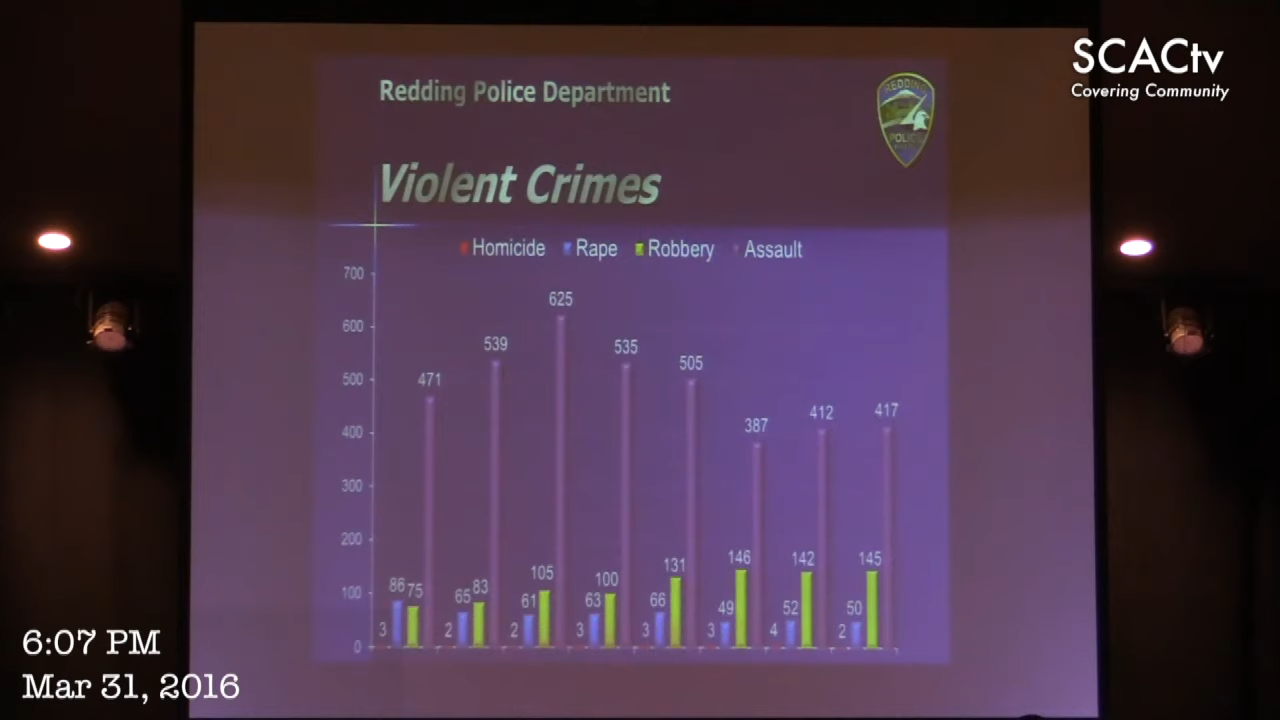 SCACtv
Covering Community
Redding Police Department
REDDING
POLICE
Violent Crimes
Homicide Rape Robbery Assault
700
600
500
400
300
200
100
0
3 86 75 471
2 65 83 539
2 61 105 625
3 63 100 535
3 66 131 505
3 49 146 387
4 52 142 412
2 50 145 417
6:07 PM
Mar 31, 2016